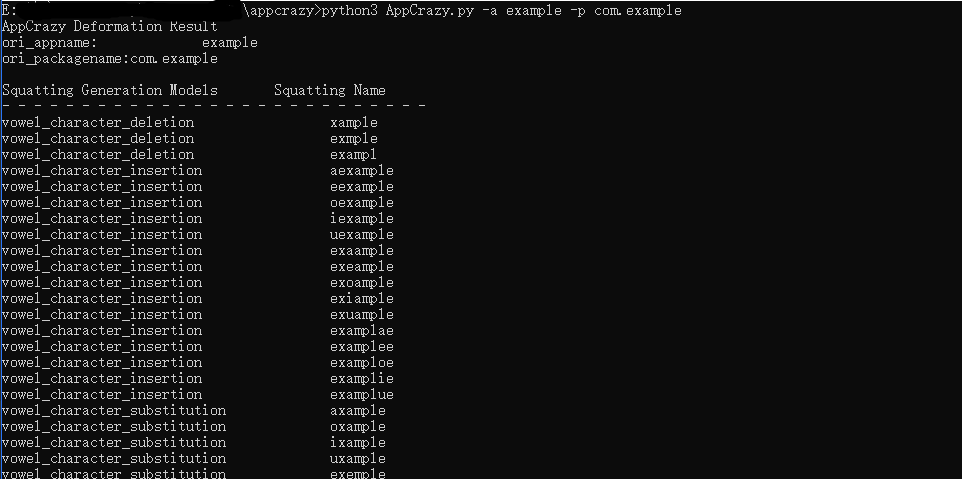 E:\appcrazy>python3 AppCrazy.py -a example -p com.example
AppCrazy Deformation Result
ori_appname: example
ori_packagename:com.example
Squatting Generation Models Squatting Name
- - - - - - - - - - - - - - - - - - - - - - - - - - -
vowel_character_deletion xample
vowel_character_deletion exmple
vowel_character_deletion exampl
vowel_character_insertion aexample
vowel_character_insertion eexample
vowel_character_insertion oexample
vowel_character_insertion iexample
vowel_character_insertion uexample
vowel_character_insertion exaample
vowel_character_insertion exeample
vowel_character_insertion exoample
vowel_character_insertion exiample
vowel_character_insertion exuample
vowel_character_insertion examplae
vowel_character_insertion examplee
vowel_character_insertion examploe
vowel_character_insertion examplie
vowel_character_insertion examplue
vowel_character_substitution axample
vowel_character_substitution oxample
vowel_character_substitution ixample
vowel_character_substitution uxample
vowel_character_substitution exemple